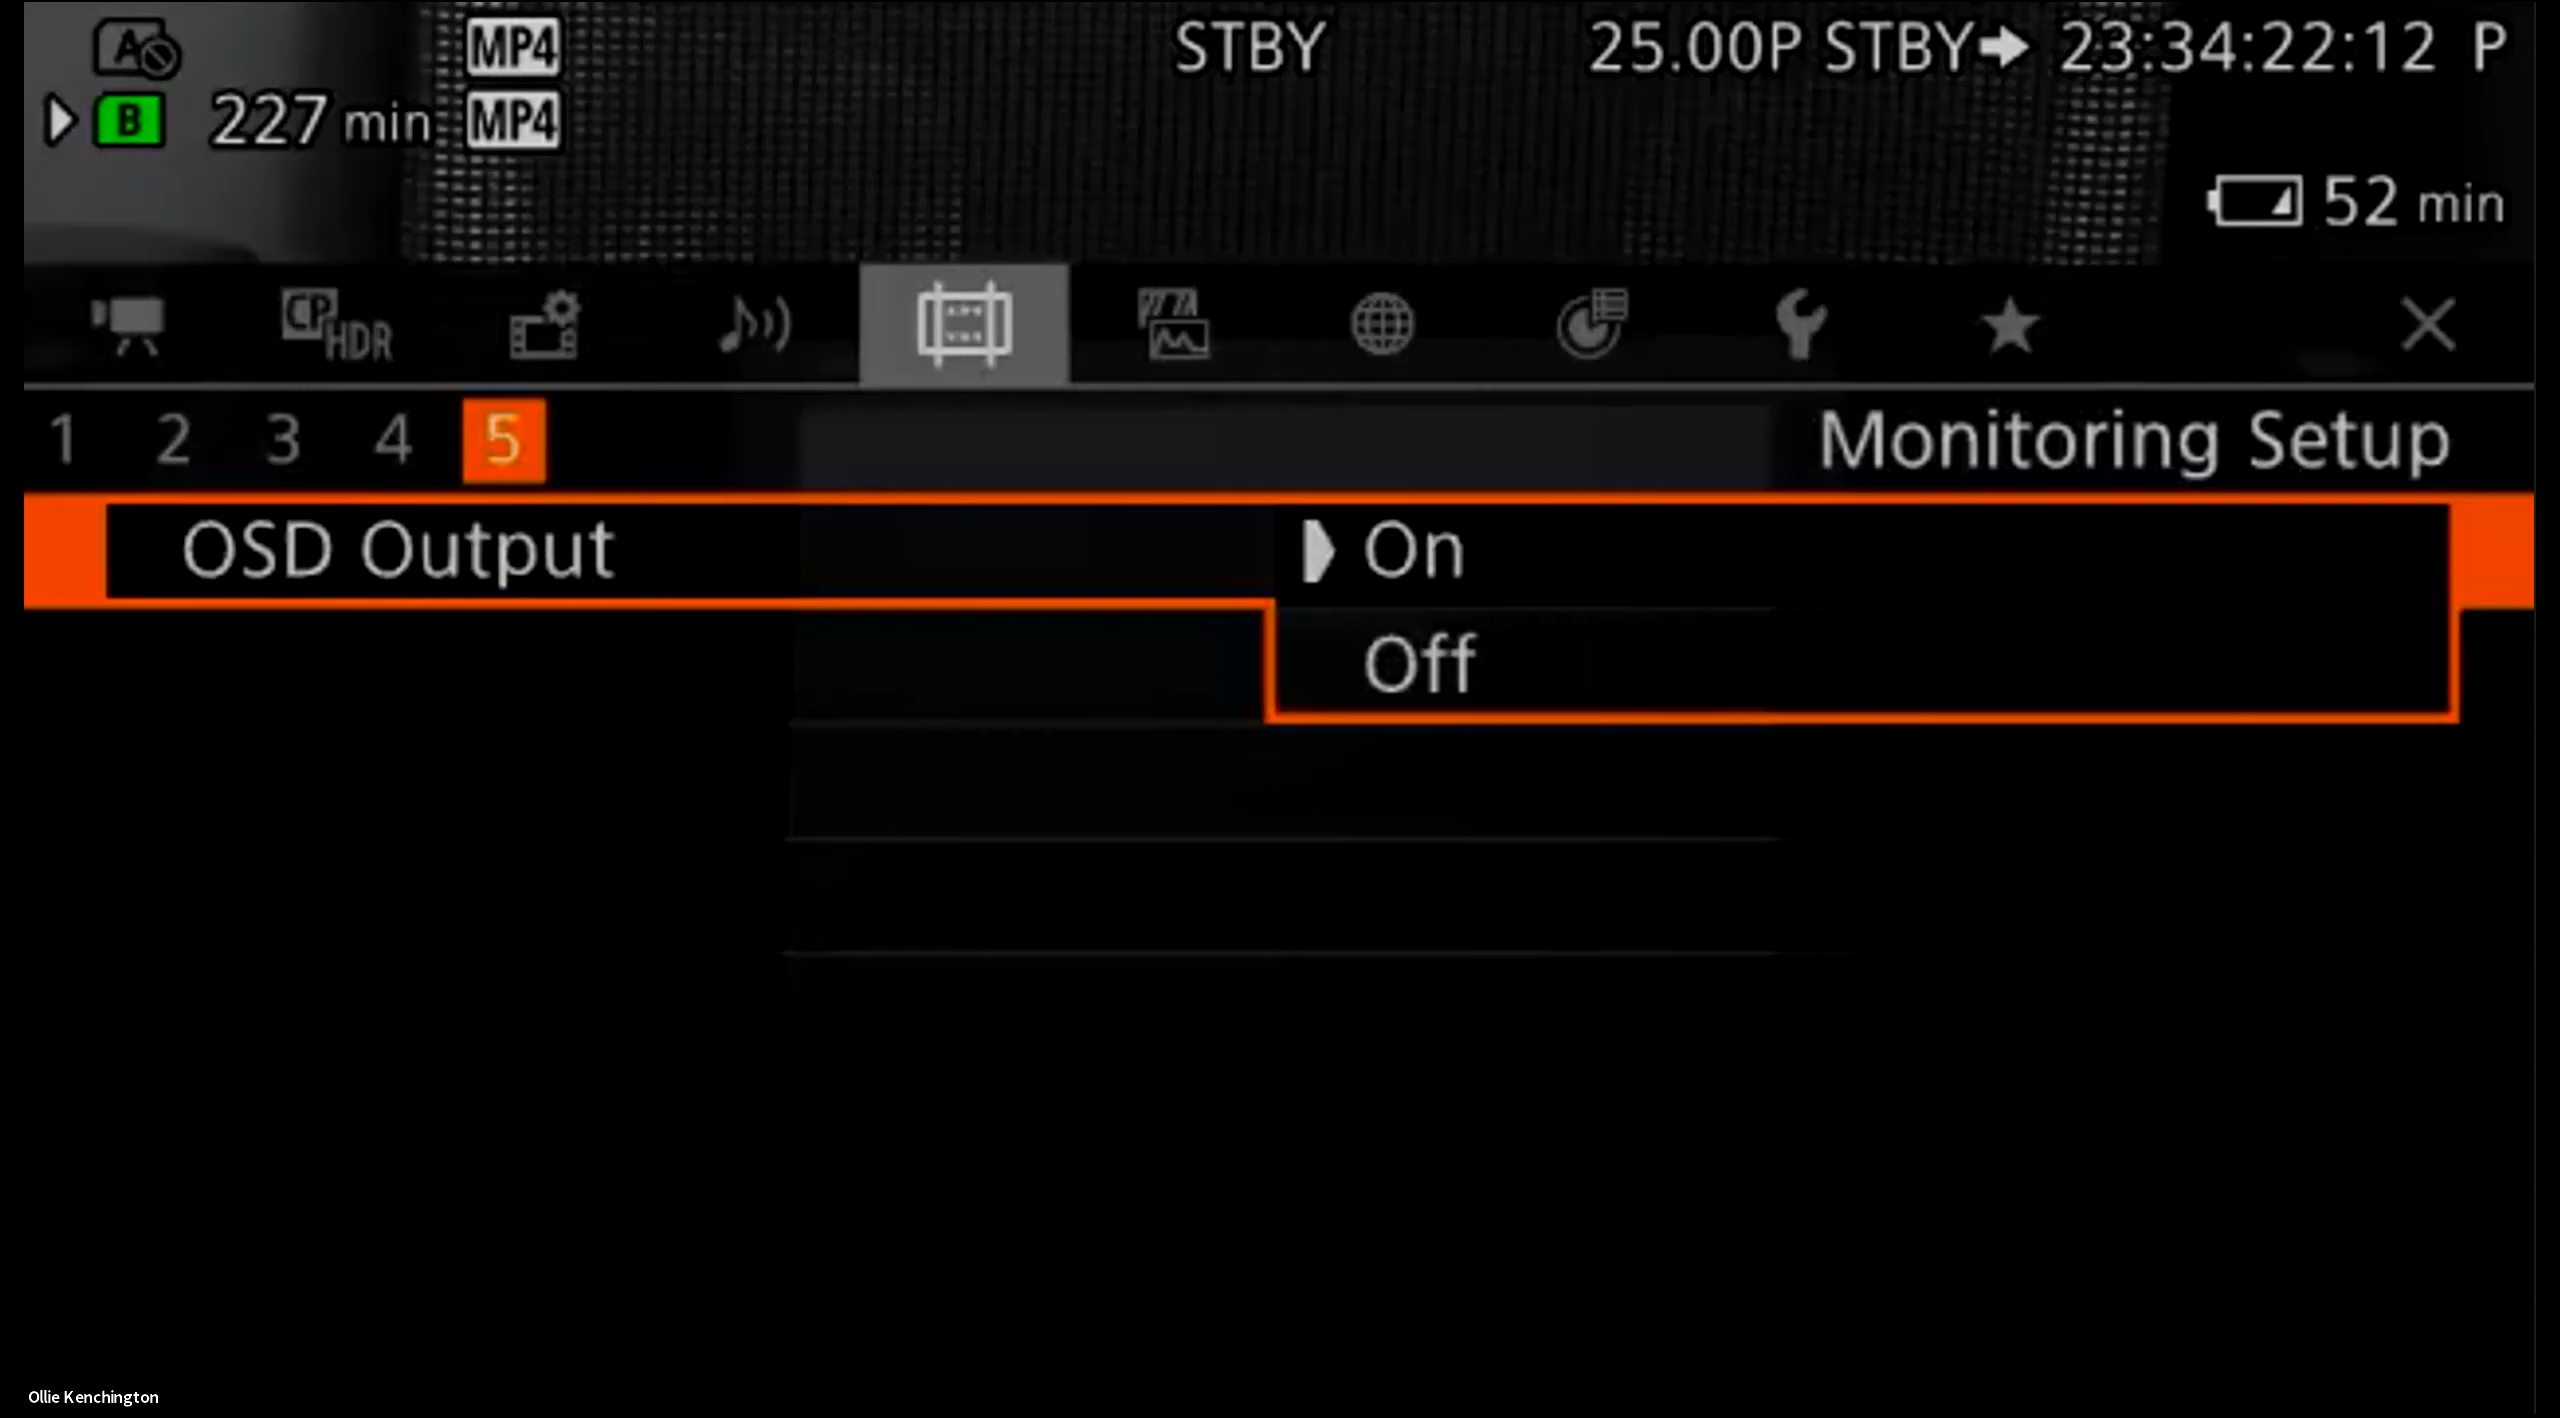 A MP4 STBY 25.00P STBY 23:34:22:12 P
B 227 min MP4
52 min
CP HDR
1 2 3 4 5 Monitoring Setup
OSD Output On
Off
Ollie Kenchington